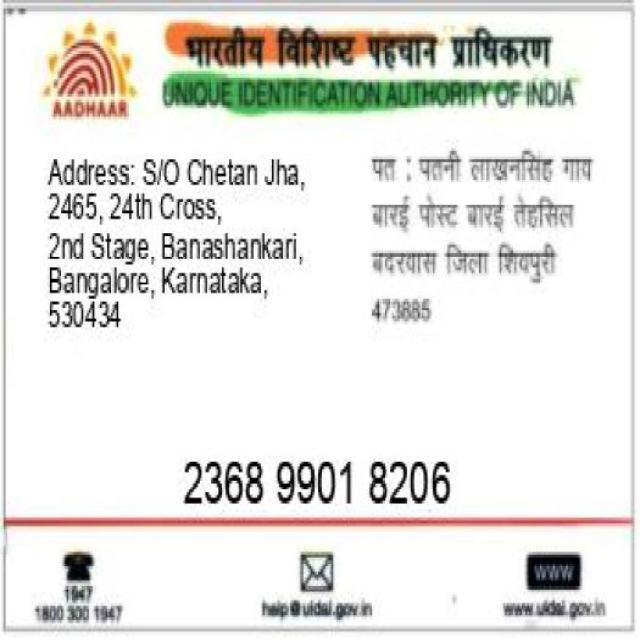 भारतीय विशिष्ट पहचान प्राधिकरण
AADHAAR
UNIQUE IDENTIFICATION AUTHORITY OF INDIA
Address: S/O Chetan Jha,
2465, 24th Cross,
2nd Stage, Banashankari,
Bangalore, Karnataka,
530434
पत : पतनी लाखनसिंह गाव
बारई पोस्ट बारई तेहसिल
बदरवास जिला शिवपुरी
473885
2368 9901 8206
1947
1800 300 1947
help@uidai.gov.in
www
www.uidai.gov.in